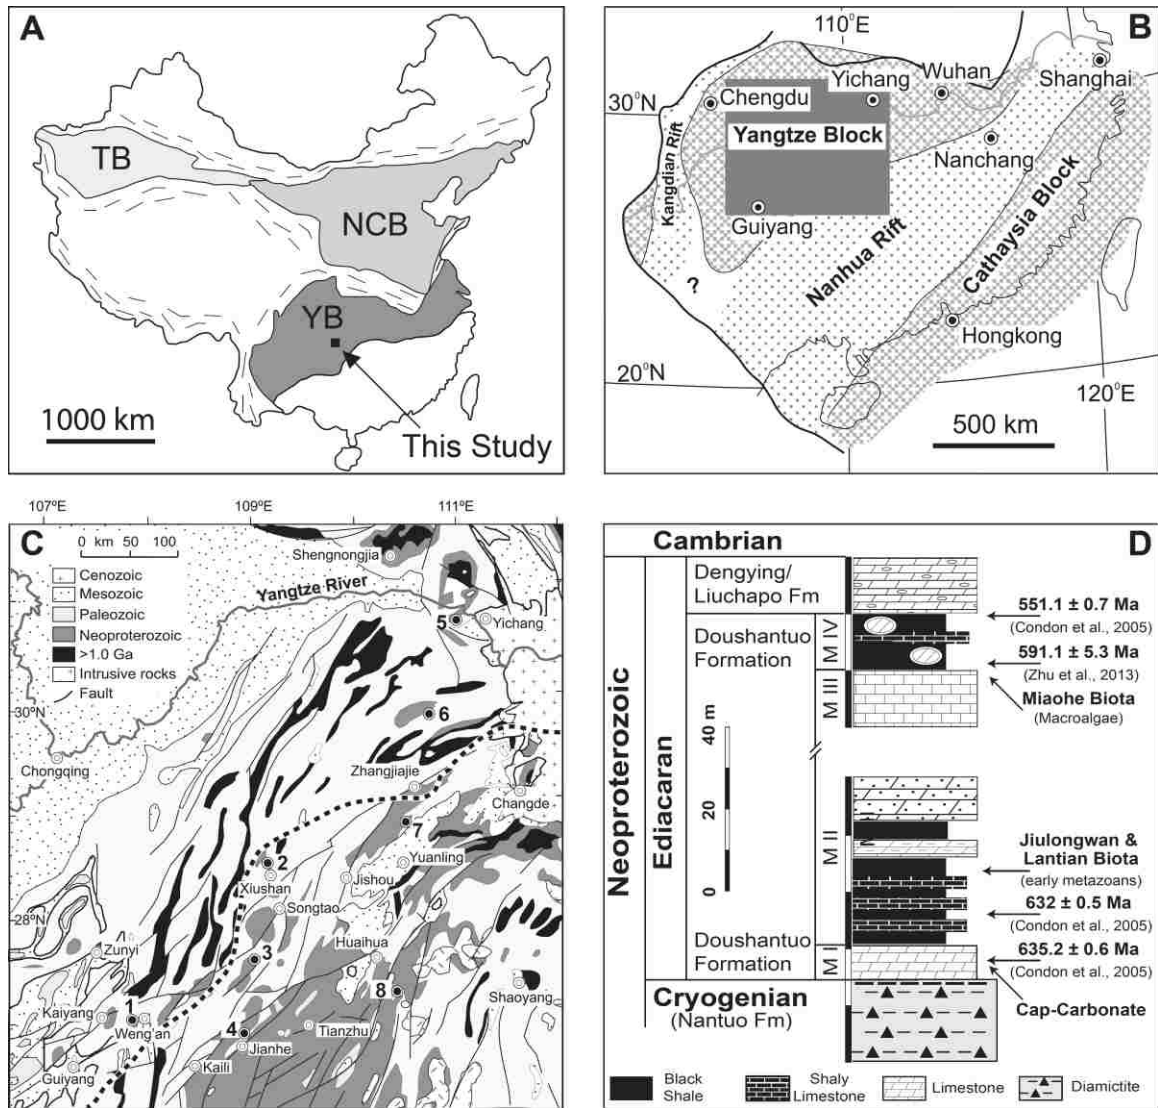 A
TB
NCB
YB
1000 km
This Study
B
110°E
Yichang
Wuhan
Shanghai
30°N
Chengdu
Yangtze Block
Kangdian Rift
Nanchang
Guiyang
Nanhua Rift
Cathaysia Block
?
Hongkong
20°N
120°E
500 km
107°E
109°E
111°E
C
0 km 50 100
Cenozoic
Mesozoic
Paleozoic
Neoproterozoic
>1.0 Ga
Intrusive rocks
Fault
Shengnongjia
Yangtze River
5
Yichang
30°N
6
Chongqing
Zhangjiajie
Changde
7
2
Yuanling
Xiushan
Jishou
28°N
Songtao
Zunyi
Huaihua
3
8
Shaoyang
Kaiyang
1
Weng'an
4
Tianzhu
Jianhe
Guiyang
Kaili
D
Cambrian
Dengying/
Liuchapo Fm
551.1 ± 0.7 Ma
(Condon et al., 2005)
Doushantuo
Formation
M IV
591.1 ± 5.3 Ma
(Zhu et al., 2013)
M III
Miaohe Biota
(Macroalgae)
Neoproterozoic
Ediacaran
40 m
20
0
M II
Jiulongwan &
Lantian Biota
(early metazoans)
632 ± 0.5 Ma
(Condon et al., 2005)
Doushantuo
Formation
M I
635.2 ± 0.6 Ma
(Condon et al., 2005)
Cap-Carbonate
Cryogenian
(Nantuo Fm)
Black
Shale
Shaly
Limestone
Limestone
Diamictite